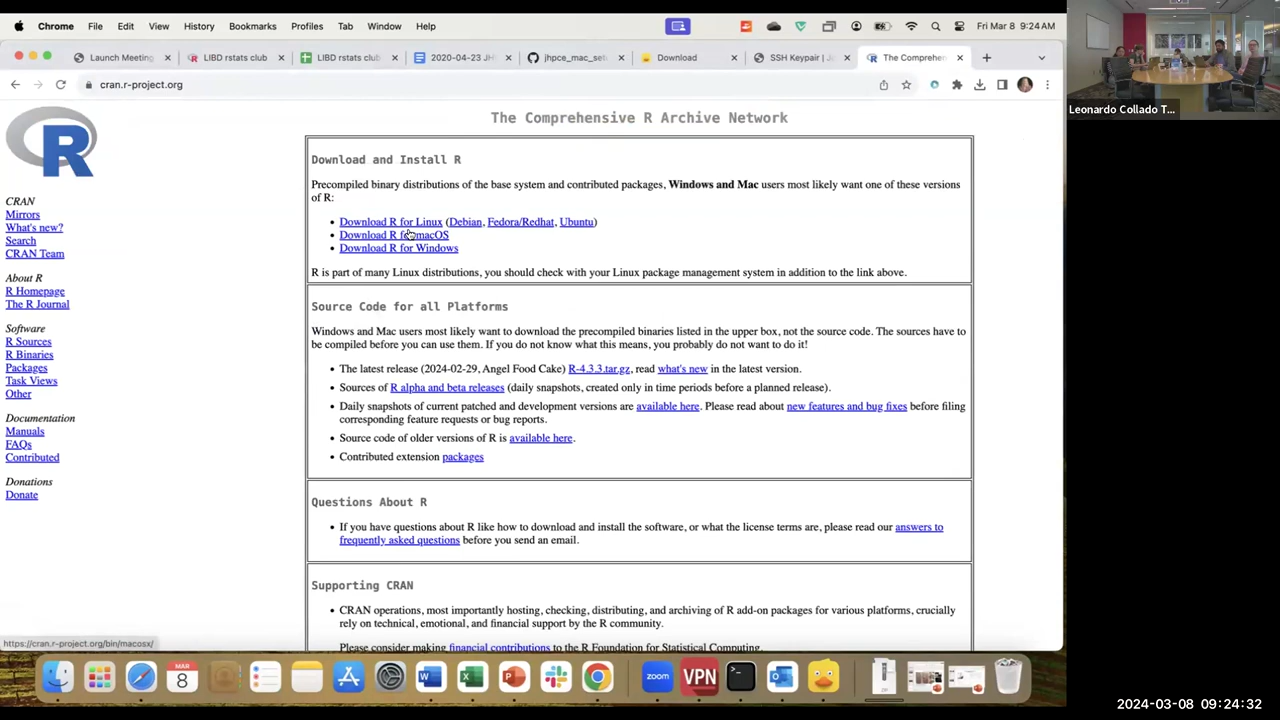 Chrome File Edit View History Bookmarks Profiles Tab Window Help Fri Mar 8 9:24 AM
Launch Meeting LIBD rstats club LIBD rstats club 2020-04-23 JH jhpce_mac_set Download SSH Keypair | J The Comprehen
cran.r-project.org
Leonardo Collado T...
The Comprehensive R Archive Network
R
CRAN
Mirrors
What's new?
Search
CRAN Team
About R
R Homepage
The R Journal
Software
R Sources
R Binaries
Packages
Task Views
Other
Documentation
Manuals
FAQs
Contributed
Donations
Donate
Download and Install R
Precompiled binary distributions of the base system and contributed packages, Windows and Mac users most likely want one of these versions
of R:
• Download R for Linux (Debian, Fedora/Redhat, Ubuntu)
• Download R for macOS
• Download R for Windows
R is part of many Linux distributions, you should check with your Linux package management system in addition to the link above.
Source Code for all Platforms
Windows and Mac users most likely want to download the precompiled binaries listed in the upper box, not the source code. The sources have to
be compiled before you can use them. If you do not know what this means, you probably do not want to do it!
• The latest release (2024-02-29, Angel Food Cake) R-4.3.3.tar.gz, read what's new in the latest version.
• Sources of R alpha and beta releases (daily snapshots, created only in time periods before a planned release).
• Daily snapshots of current patched and development versions are available here. Please read about new features and bug fixes before filing
corresponding feature requests or bug reports.
• Source code of older versions of R is available here.
• Contributed extension packages
Questions About R
• If you have questions about R like how to download and install the software, or what the license terms are, please read our answers to
frequently asked questions before you send an email.
Supporting CRAN
• CRAN operations, most importantly hosting, checking, distributing, and archiving of R add-on packages for various platforms, crucially
rely on technical, emotional, and financial support by the R community.
Please consider making financial contributions to the R Foundation for Statistical Computing.
https://cran.r-project.org/bin/macosx/
MAR
8
W X P zoom VPN
2024-03-08 09:24:32